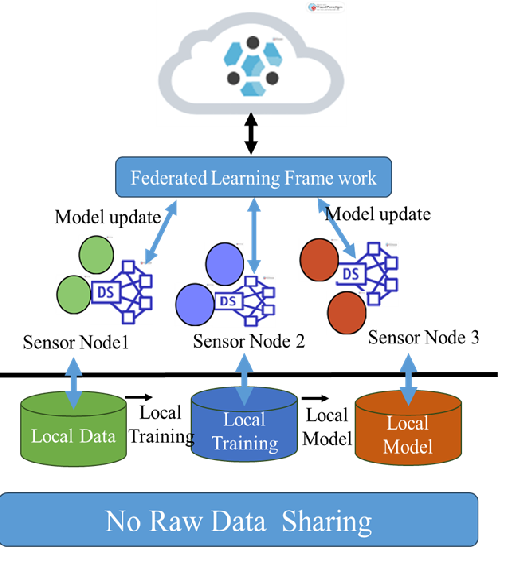 Federated Learning Frame work
Model update
Model update
DS
DS
DS
Sensor Node1
Sensor Node 2
Sensor Node 3
Local Data
Local
Training
Local
Training
Local
Model
Local
Model
No Raw Data Sharing